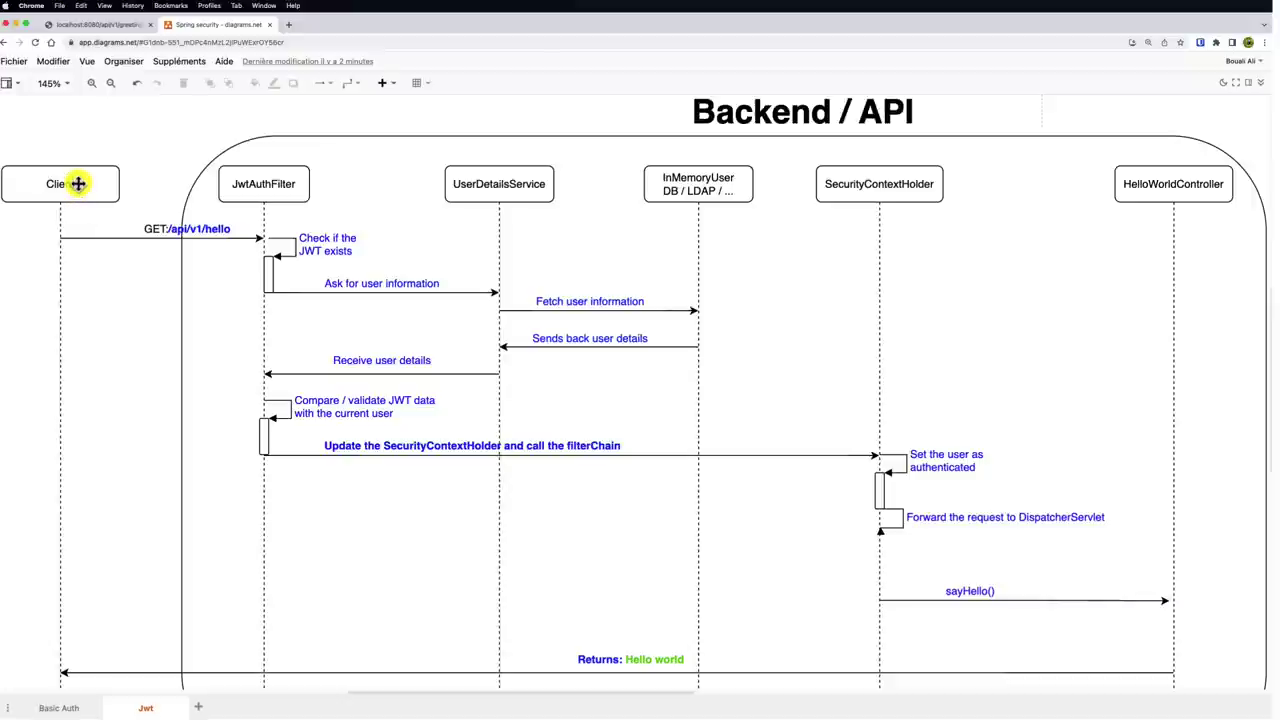 Chrome File Edit View History Bookmarks Profiles Tab Window Help
localhost:8080/api/v1/greeting
Spring security - diagrams.net
app.diagrams.net/#G1dnb-S51_mDPc4nMzL2jlPuWExrOY56cr
Fichier Modifier Vue Organiser Suppléments Aide Dernière modification il y a 2 minutes
Bouali Ali
145%
Backend / API
JwtAuthFilter
UserDetailsService
InMemoryUser
DB / LDAP / ...
SecurityContextHolder
HelloWorldController
GET:/api/v1/hello
Check if the
JWT exists
Ask for user information
Fetch user information
Sends back user details
Receive user details
Compare / validate JWT data
with the current user
Update the SecurityContextHolder and call the filterChain
Set the user as
authenticated
Forward the request to DispatcherServlet
sayHello()
Returns: Hello world
Basic Auth
Jwt